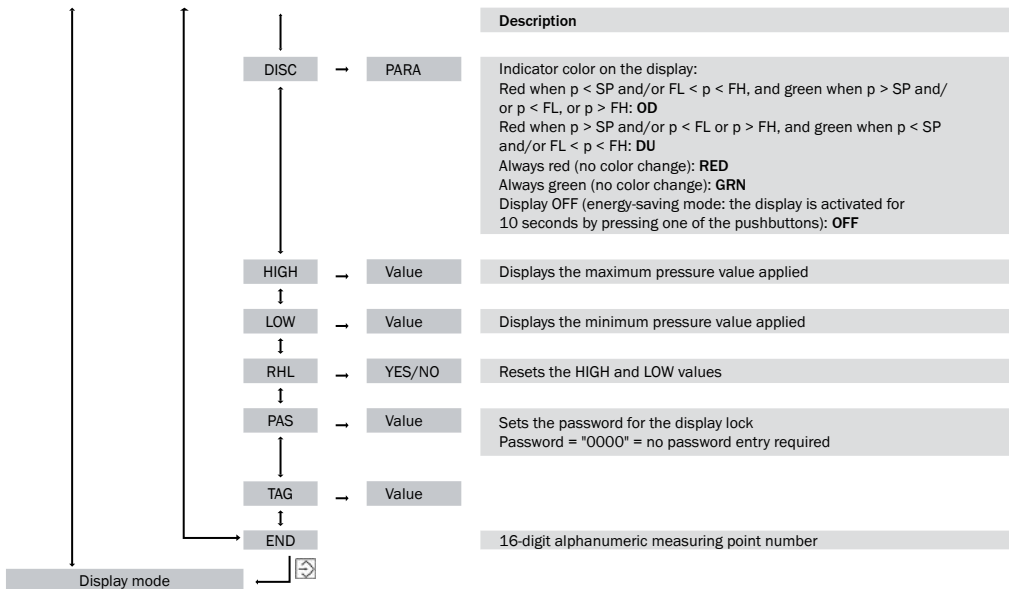 Description
DISC → PARA
Indicator color on the display:
Red when p < SP and/or FL < p < FH, and green when p > SP and/
or p < FL, or p > FH: OD
Red when p > SP and/or p < FL or p > FH, and green when p < SP
and/or FL < p < FH: DU
Always red (no color change): RED
Always green (no color change): GRN
Display OFF (energy-saving mode: the display is activated for
10 seconds by pressing one of the pushbuttons): OFF
HIGH → Value Displays the maximum pressure value applied
LOW → Value Displays the minimum pressure value applied
RHL → YES/NO Resets the HIGH and LOW values
PAS → Value Sets the password for the display lock
Password = "0000" = no password entry required
TAG → Value
END 16-digit alphanumeric measuring point number
Display mode